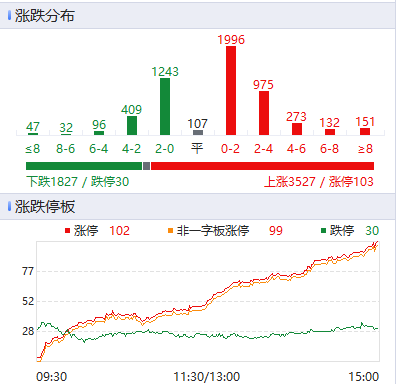 涨跌分布
47 32 96 409 1243 107 1996 975 273 132 151
≤8 8-6 6-4 4-2 2-0 平 0-2 2-4 4-6 6-8 ≥8
下跌1827 / 跌停30 上涨3527 / 涨停103
涨跌停板
涨停 102 非一字板涨停 99 跌停 30
77
52
28
09:30 11:30/13:00 15:00